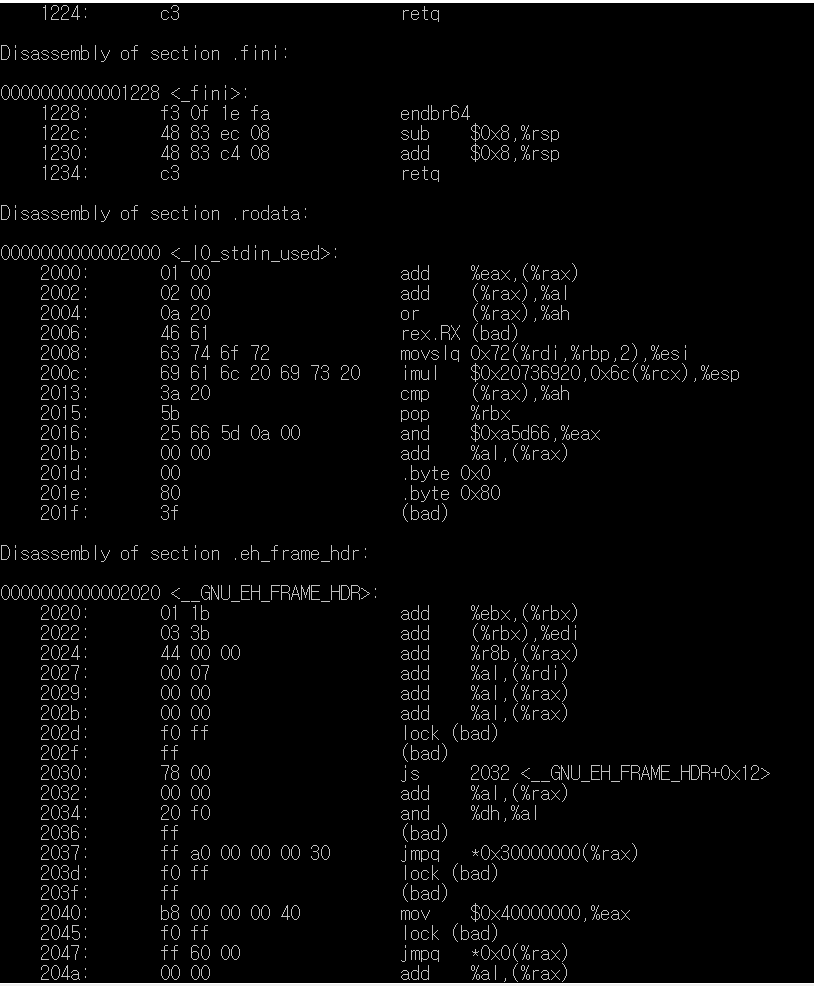 1224: c3 retq
Disassembly of section .fini:
0000000000001228 <_fini>:
1228: f3 0f 1e fa endbr64
122c: 48 83 ec 08 sub $0x8,%rsp
1230: 48 83 c4 08 add $0x8,%rsp
1234: c3 retq
Disassembly of section .rodata:
0000000000002000 <_IO_stdin_used>:
2000: 01 00 add %eax,(%rax)
2002: 02 00 add (%rax),%al
2004: 0a 20 or (%rax),%ah
2006: 46 61 rex.RX (bad)
2008: 63 74 6f 72 movslq 0x72(%rdi,%rbp,2),%esi
200c: 69 61 6c 20 69 73 20 imul $0x20736920,0x6c(%rcx),%esp
2013: 3a 20 cmp (%rax),%ah
2015: 5b pop %rbx
2016: 25 66 5d 0a 00 and $0xa5d66,%eax
201b: 00 00 add %al,(%rax)
201d: 00 .byte 0x0
201e: 80 .byte 0x80
201f: 3f (bad)
Disassembly of section .eh_frame_hdr:
0000000000002020 <__GNU_EH_FRAME_HDR>:
2020: 01 1b add %ebx,(%rbx)
2022: 03 3b add (%rbx),%edi
2024: 44 00 00 add %r8b,(%rax)
2027: 00 07 add %al,(%rdi)
2029: 00 00 add %al,(%rax)
202b: 00 00 add %al,(%rax)
202d: f0 ff lock (bad)
202f: ff (bad)
2030: 78 00 js 2032 <__GNU_EH_FRAME_HDR+0x12>
2032: 00 00 add %al,(%rax)
2034: 20 f0 and %dh,%al
2036: ff (bad)
2037: ff a0 00 00 00 30 jmpq *0x30000000(%rax)
203d: f0 ff lock (bad)
203f: ff (bad)
2040: b8 00 00 00 40 mov $0x40000000,%eax
2045: f0 ff lock (bad)
2047: ff 60 00 jmpq *0x0(%rax)
204a: 00 00 add %al,(%rax)